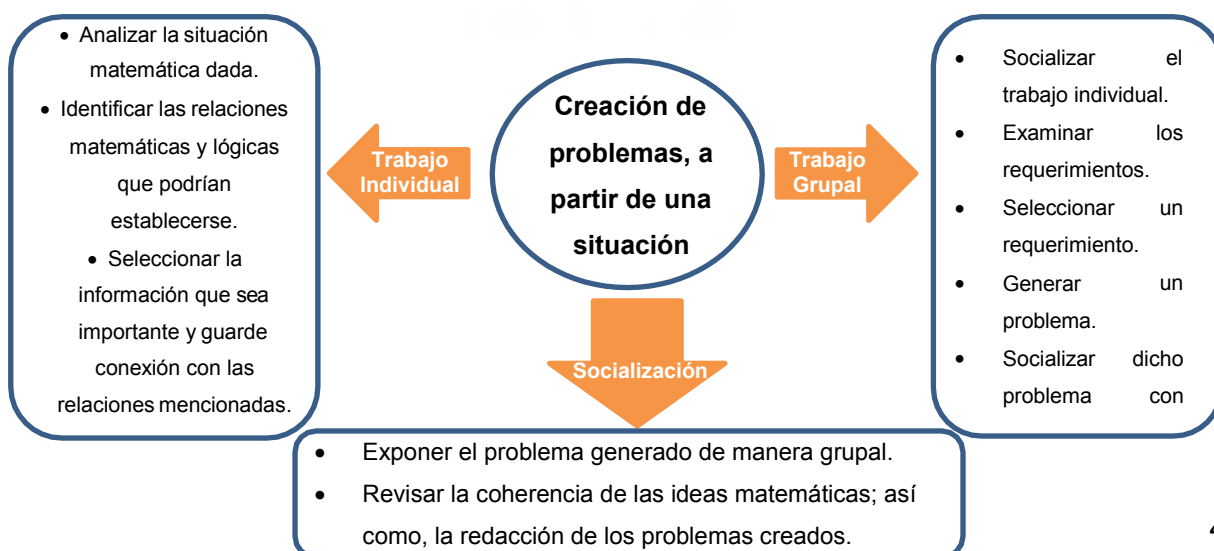 • Analizar la situación
matemática dada.
• Identificar las relaciones
matemáticas y lógicas
que podrían
establecerse.
• Seleccionar la
información que sea
importante y guarde
conexión con las
relaciones mencionadas.
Trabajo
Individual
Creación de
problemas, a
partir de una
situación
Trabajo
Grupal
• Socializar el
trabajo individual.
• Examinar los
requerimientos.
• Seleccionar un
requerimiento.
• Generar un
problema.
• Socializar dicho
problema con
Socialización
• Exponer el problema generado de manera grupal.
• Revisar la coherencia de las ideas matemáticas; así
como, la redacción de los problemas creados.